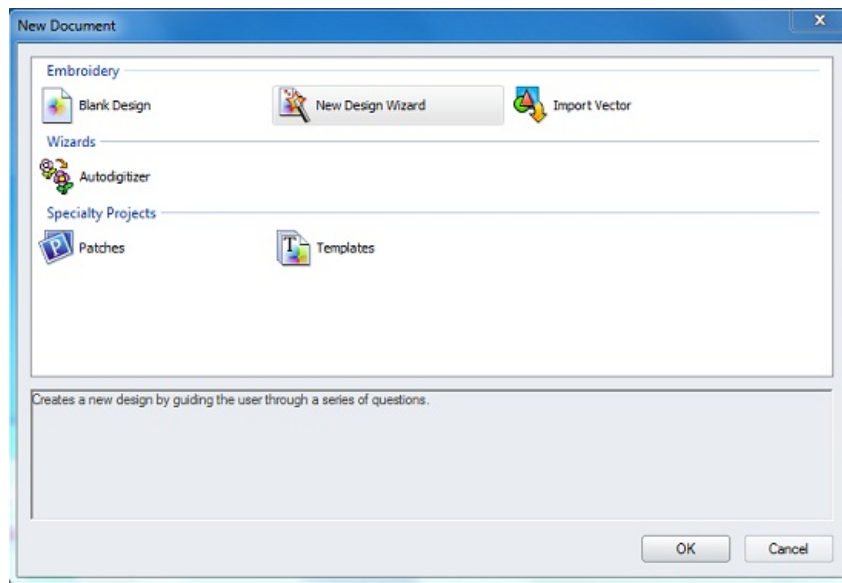 New Document
Embroidery
Blank Design
New Design Wizard
Import Vector
Wizards
Autodigitizer
Specialty Projects
Patches
Templates
Creates a new design by guiding the user through a series of questions.
OK
Cancel